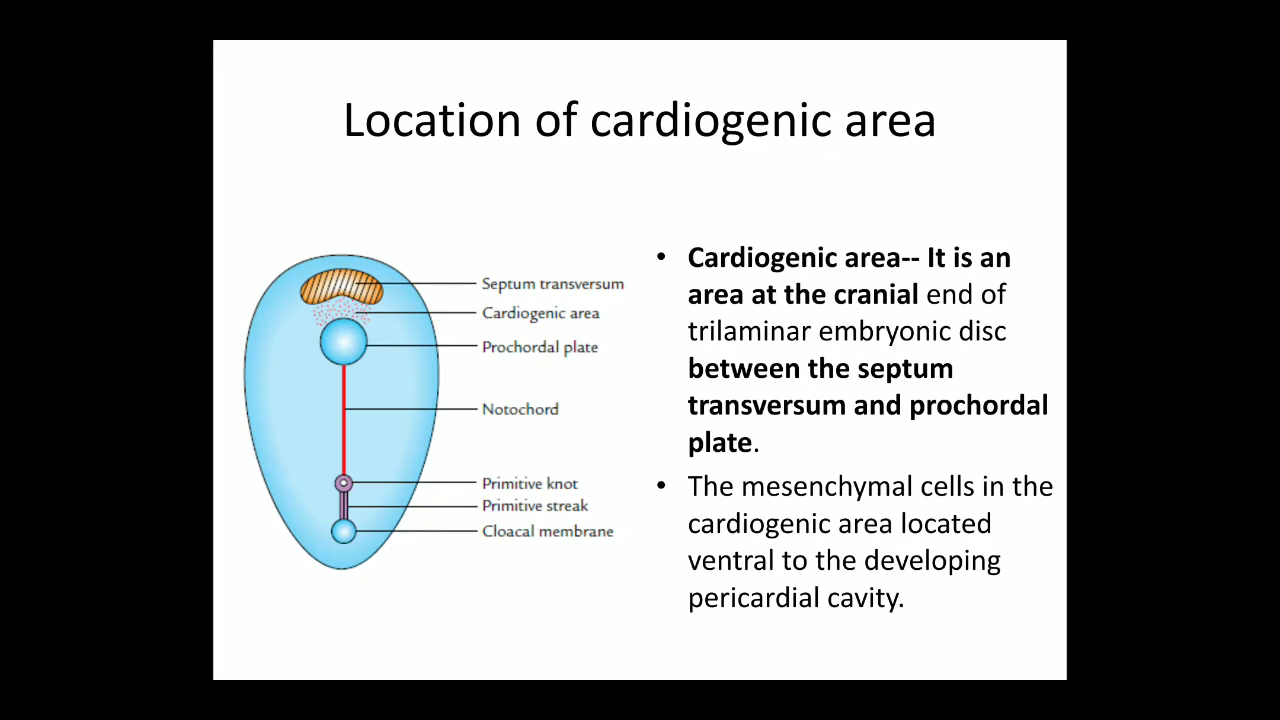 Location of cardiogenic area
Septum transversum
Cardiogenic area
Prochordal plate
Notochord
Primitive knot
Primitive streak
Cloacal membrane
• Cardiogenic area-- It is an
area at the cranial end of
trilaminar embryonic disc
between the septum
transversum and prochordal
plate.
• The mesenchymal cells in the
cardiogenic area located
ventral to the developing
pericardial cavity.